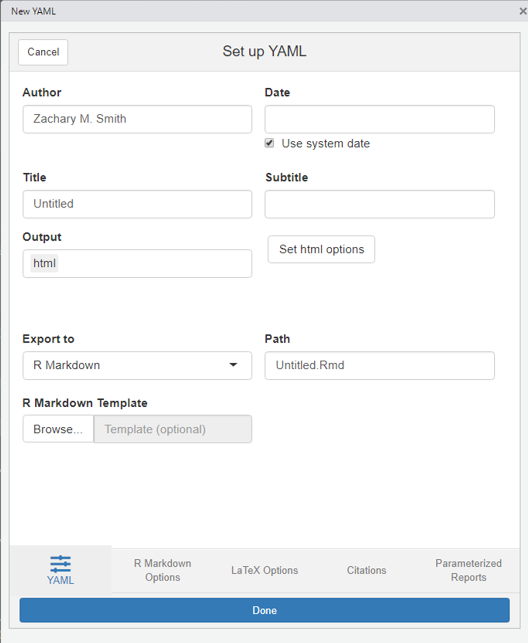 New YAML
Cancel
Set up YAML
Author
Date
Zachary M. Smith
Use system date
Title
Subtitle
Untitled
Output
html
Set html options
Export to
Path
R Markdown
Untitled.Rmd
R Markdown Template
Browse...
Template (optional)
YAML
R Markdown
Options
LaTeX Options
Citations
Parameterized
Reports
Done